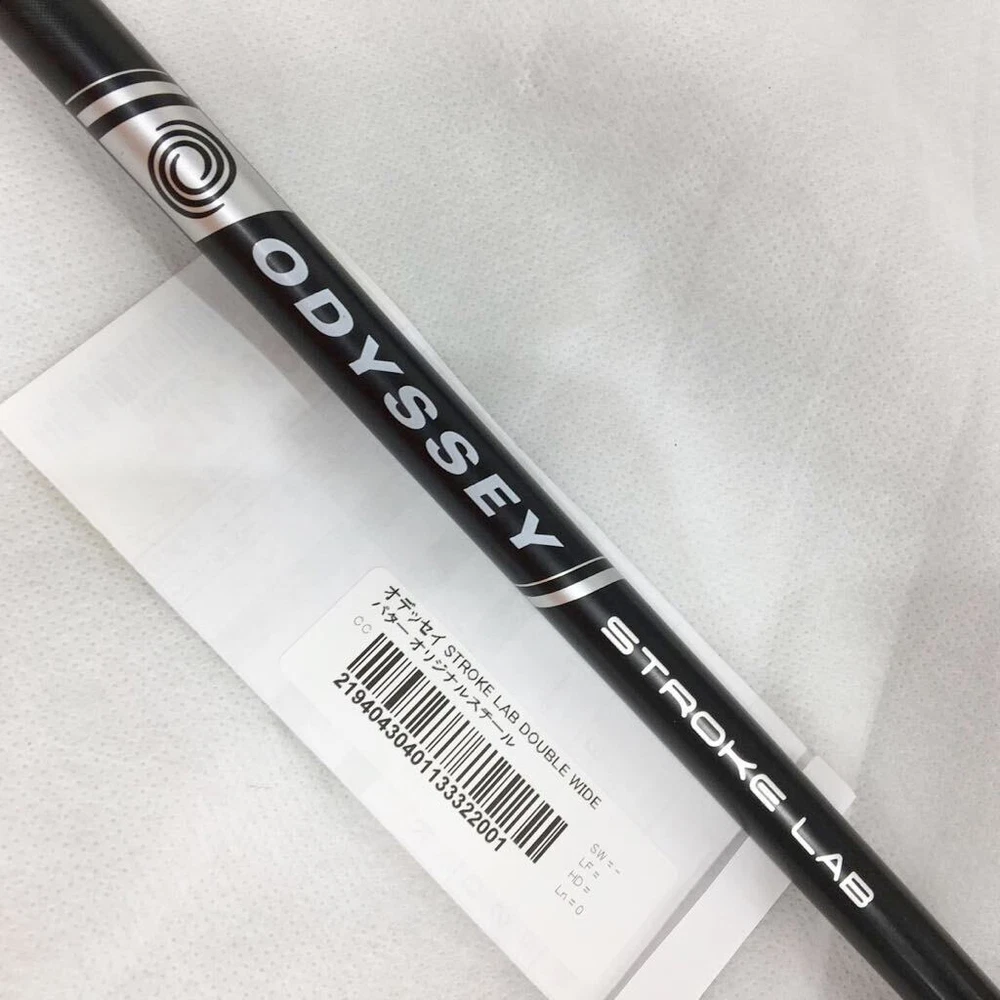 ODYSSEY
STROKE LAB
オデッセイ STROKE LAB DOUBLE WIDE
パター オリジナルスチール
CC
21940430401133322001
SW = -
LF =
HD =
Ln = 0